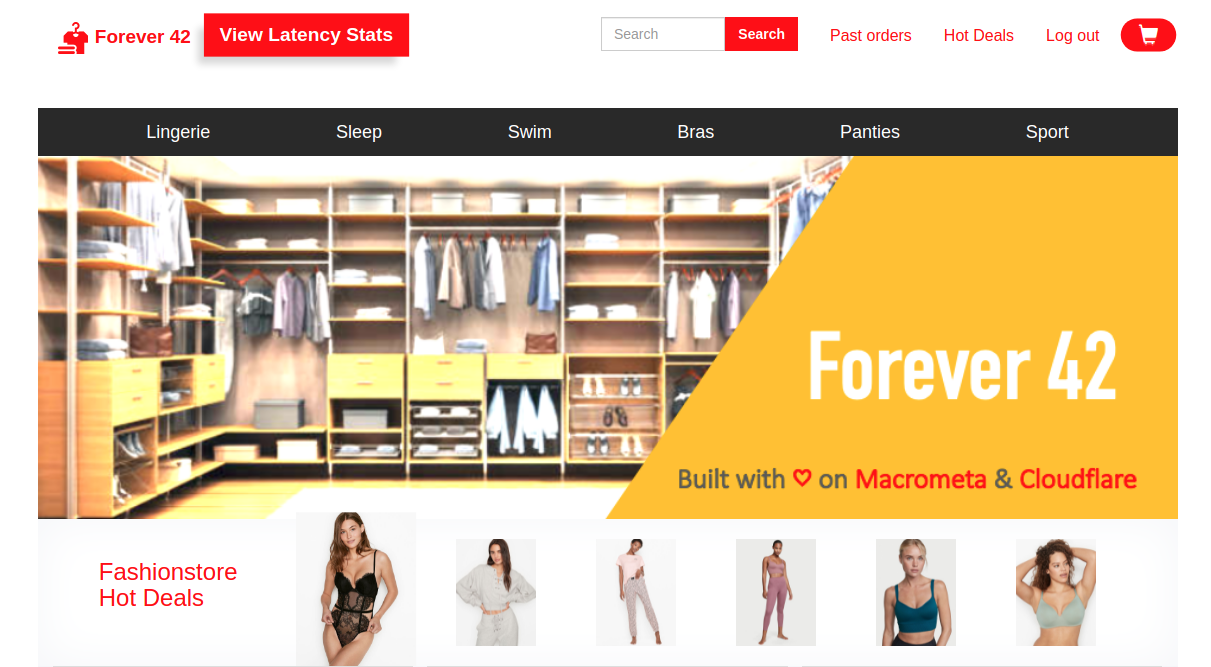 Forever 42
View Latency Stats
Search
Search
Past orders
Hot Deals
Log out
Lingerie
Sleep
Swim
Bras
Panties
Sport
Forever 42
Built with ♡ on Macrometa & Cloudflare
Fashionstore
Hot Deals